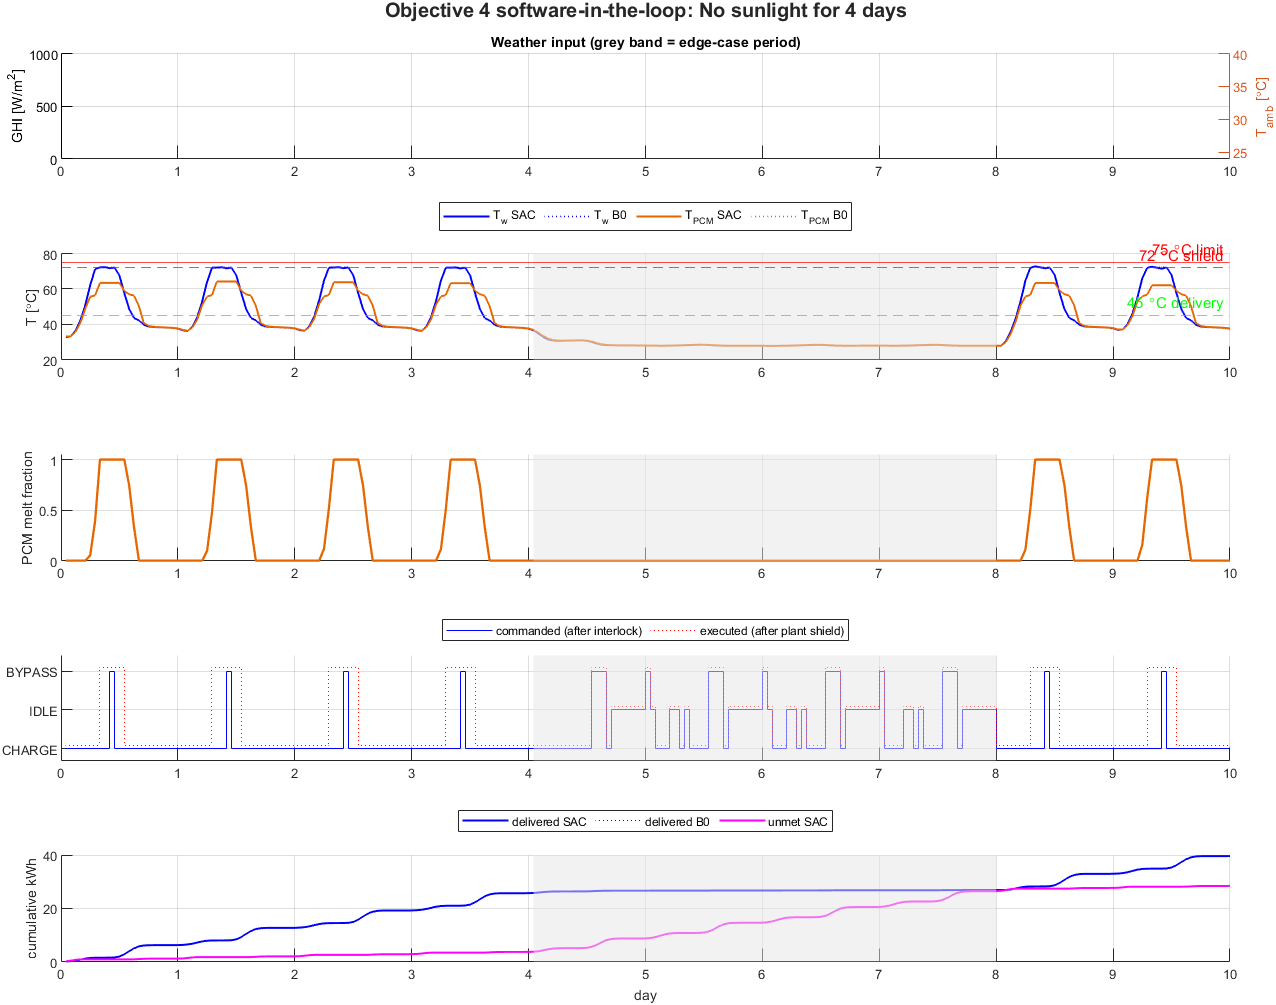 Objective 4 software-in-the-loop: No sunlight for 4 days
Weather input (grey band = edge-case period)
GHI [W/m²]
1000
500
0
40
35
30
25
T_amb [°C]
0 1 2 3 4 5 6 7 8 9 10
T_w SAC T_w B0 T_PCM SAC T_PCM B0
T [°C]
80
60
40
20
75 °C limit
72 °C shield
45 °C delivery
0 1 2 3 4 5 6 7 8 9 10
PCM melt fraction
1
0.5
0
0 1 2 3 4 5 6 7 8 9 10
commanded (after interlock) executed (after plant shield)
BYPASS
IDLE
CHARGE
0 1 2 3 4 5 6 7 8 9 10
delivered SAC delivered B0 unmet SAC
cumulative kWh
40
20
0
0 1 2 3 4 5 6 7 8 9 10
day